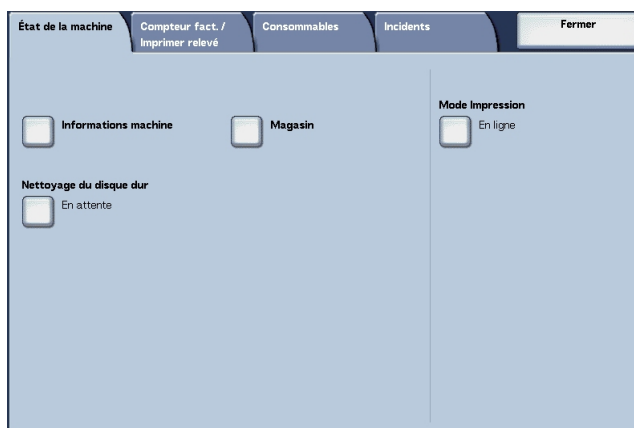 État de la machine
Compteur fact. /
Imprimer relevé
Consommables
Incidents
Fermer
Mode Impression
En ligne
Informations machine
Magasin
Nettoyage du disque dur
En attente